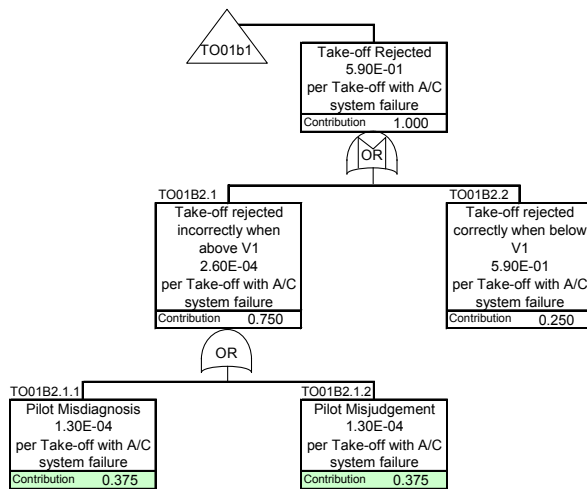 TO01b1
Take-off Rejected
5.90E-01
per Take-off with A/C
system failure
Contribution 1.000
OR
TO01B2.1
Take-off rejected
incorrectly when
above V1
2.60E-04
per Take-off with A/C
system failure
Contribution 0.750
TO01B2.2
Take-off rejected
correctly when below
V1
5.90E-01
per Take-off with A/C
system failure
Contribution 0.250
OR
TO01B2.1.1
Pilot Misdiagnosis
1.30E-04
per Take-off with A/C
system failure
Contribution 0.375
TO01B2.1.2
Pilot Misjudgement
1.30E-04
per Take-off with A/C
system failure
Contribution 0.375